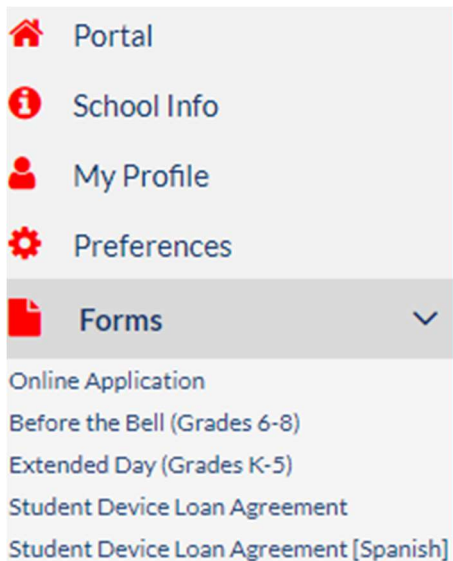 Portal
School Info
My Profile
Preferences
Forms
Online Application
Before the Bell (Grades 6-8)
Extended Day (Grades K-5)
Student Device Loan Agreement
Student Device Loan Agreement [Spanish]